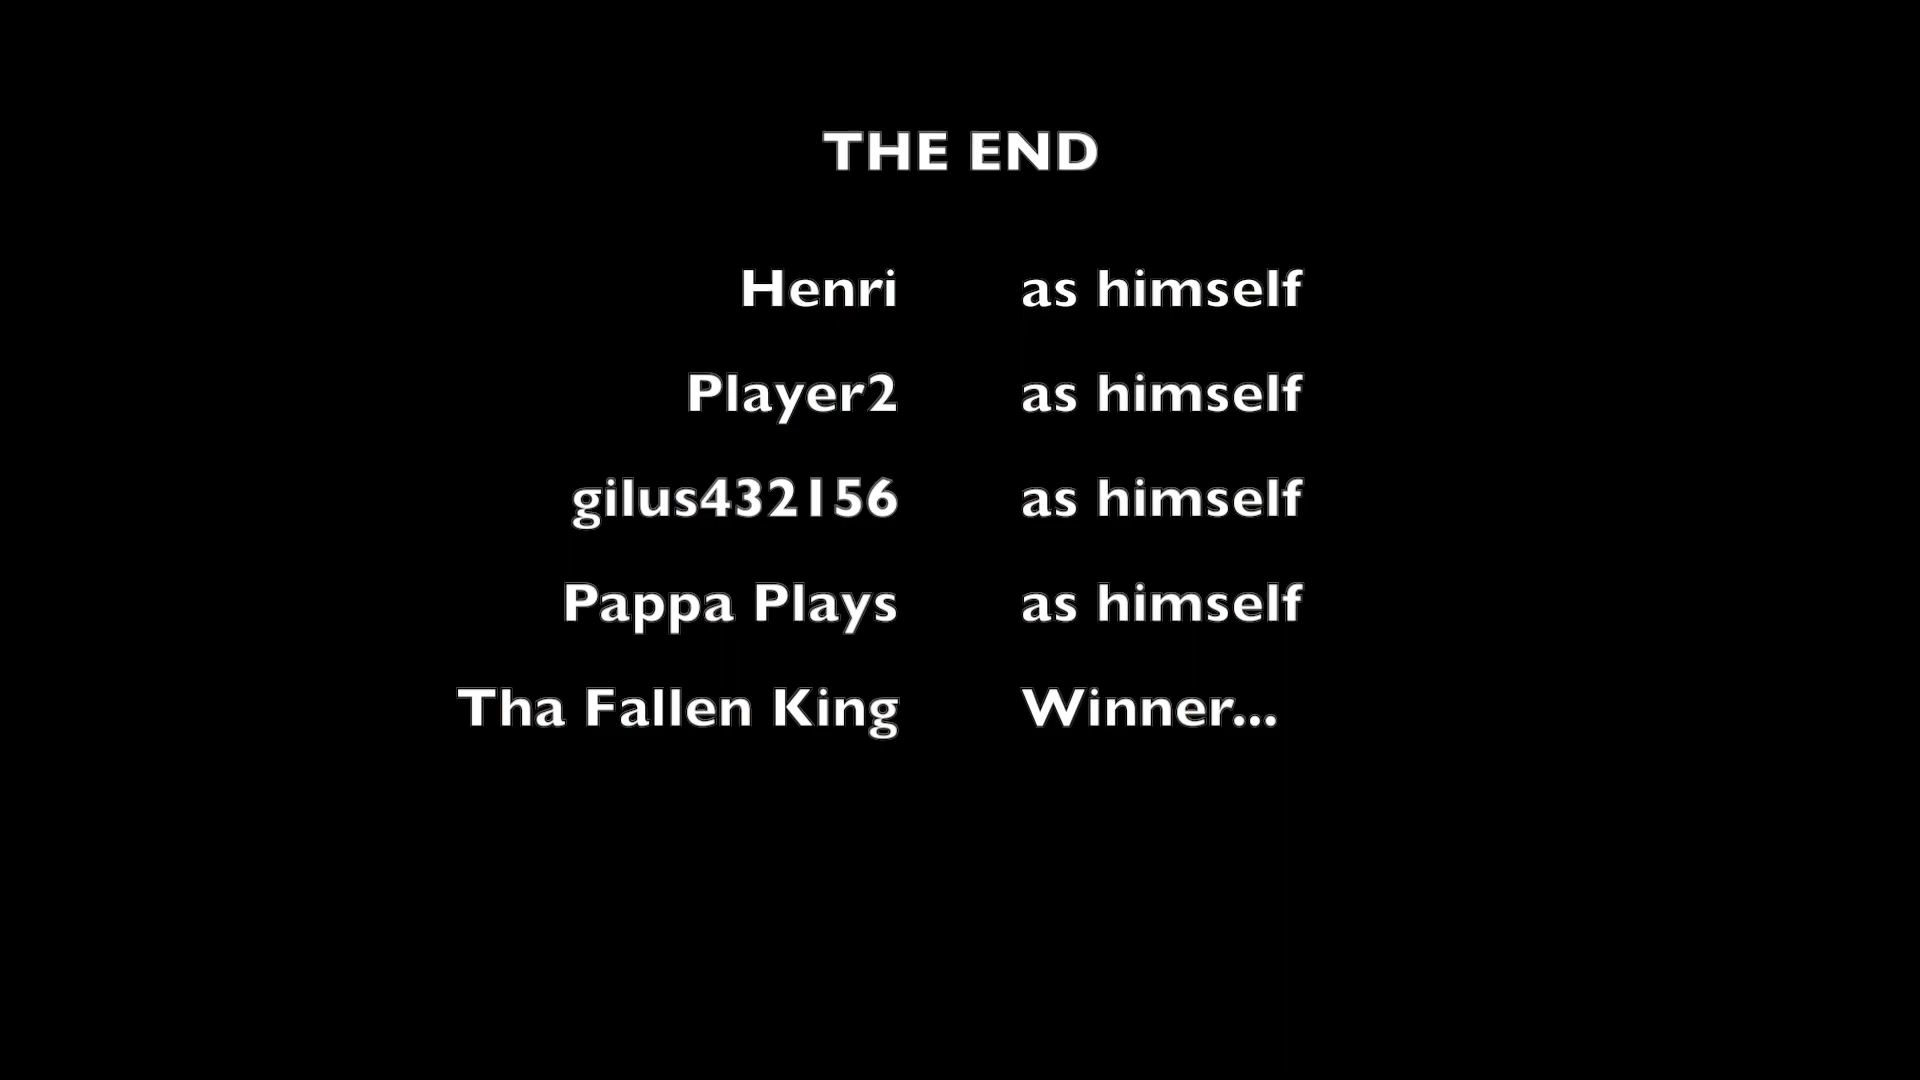 THE END
Henri as himself
Player2 as himself
gilus432156 as himself
Pappa Plays as himself
Tha Fallen King Winner...